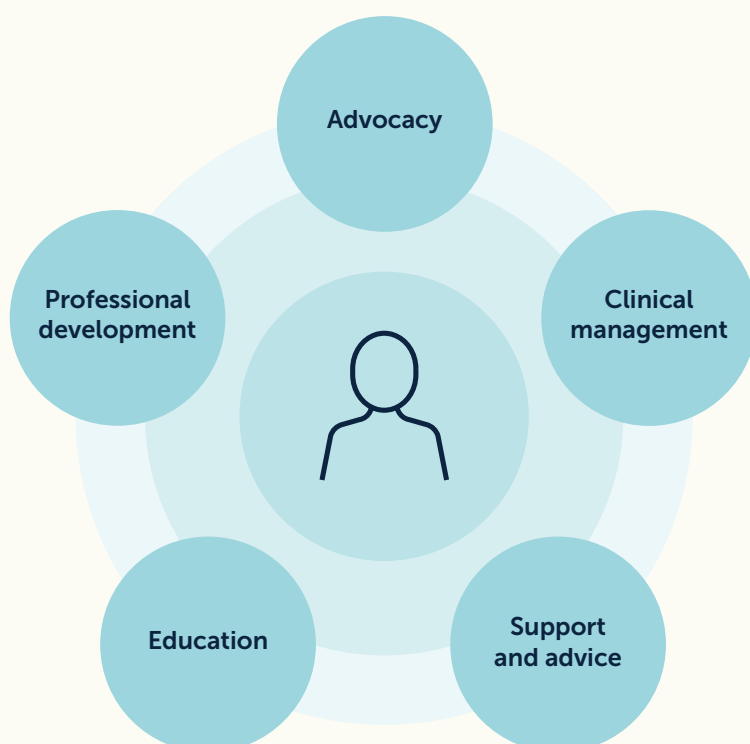 Advocacy
Professional
development
Clinical
management
Education
Support
and advice